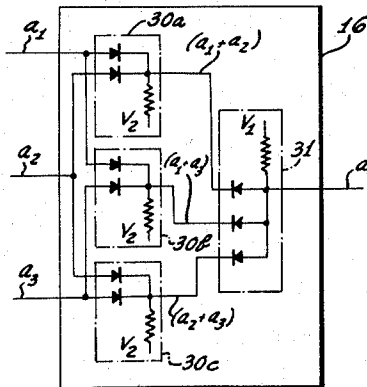 30a
16
a1
(a1+a2)
V2
V1
31
a2
(a1+a3)
a
V2
30b
a3
V2
(a2+a3)
30c